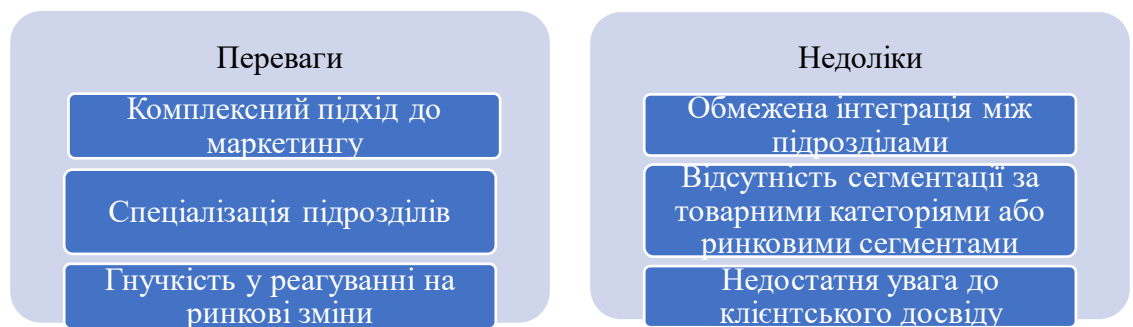 Переваги
Комплексний підхід до
маркетингу
Спеціалізація підрозділів
Гнучкість у реагуванні на
ринкові зміни
Недоліки
Обмежена інтеграція між
підрозділами
Відсутність сегментації за
товарними категоріями або
ринковими сегментами
Недостатня увага до
клієнтського досвіду